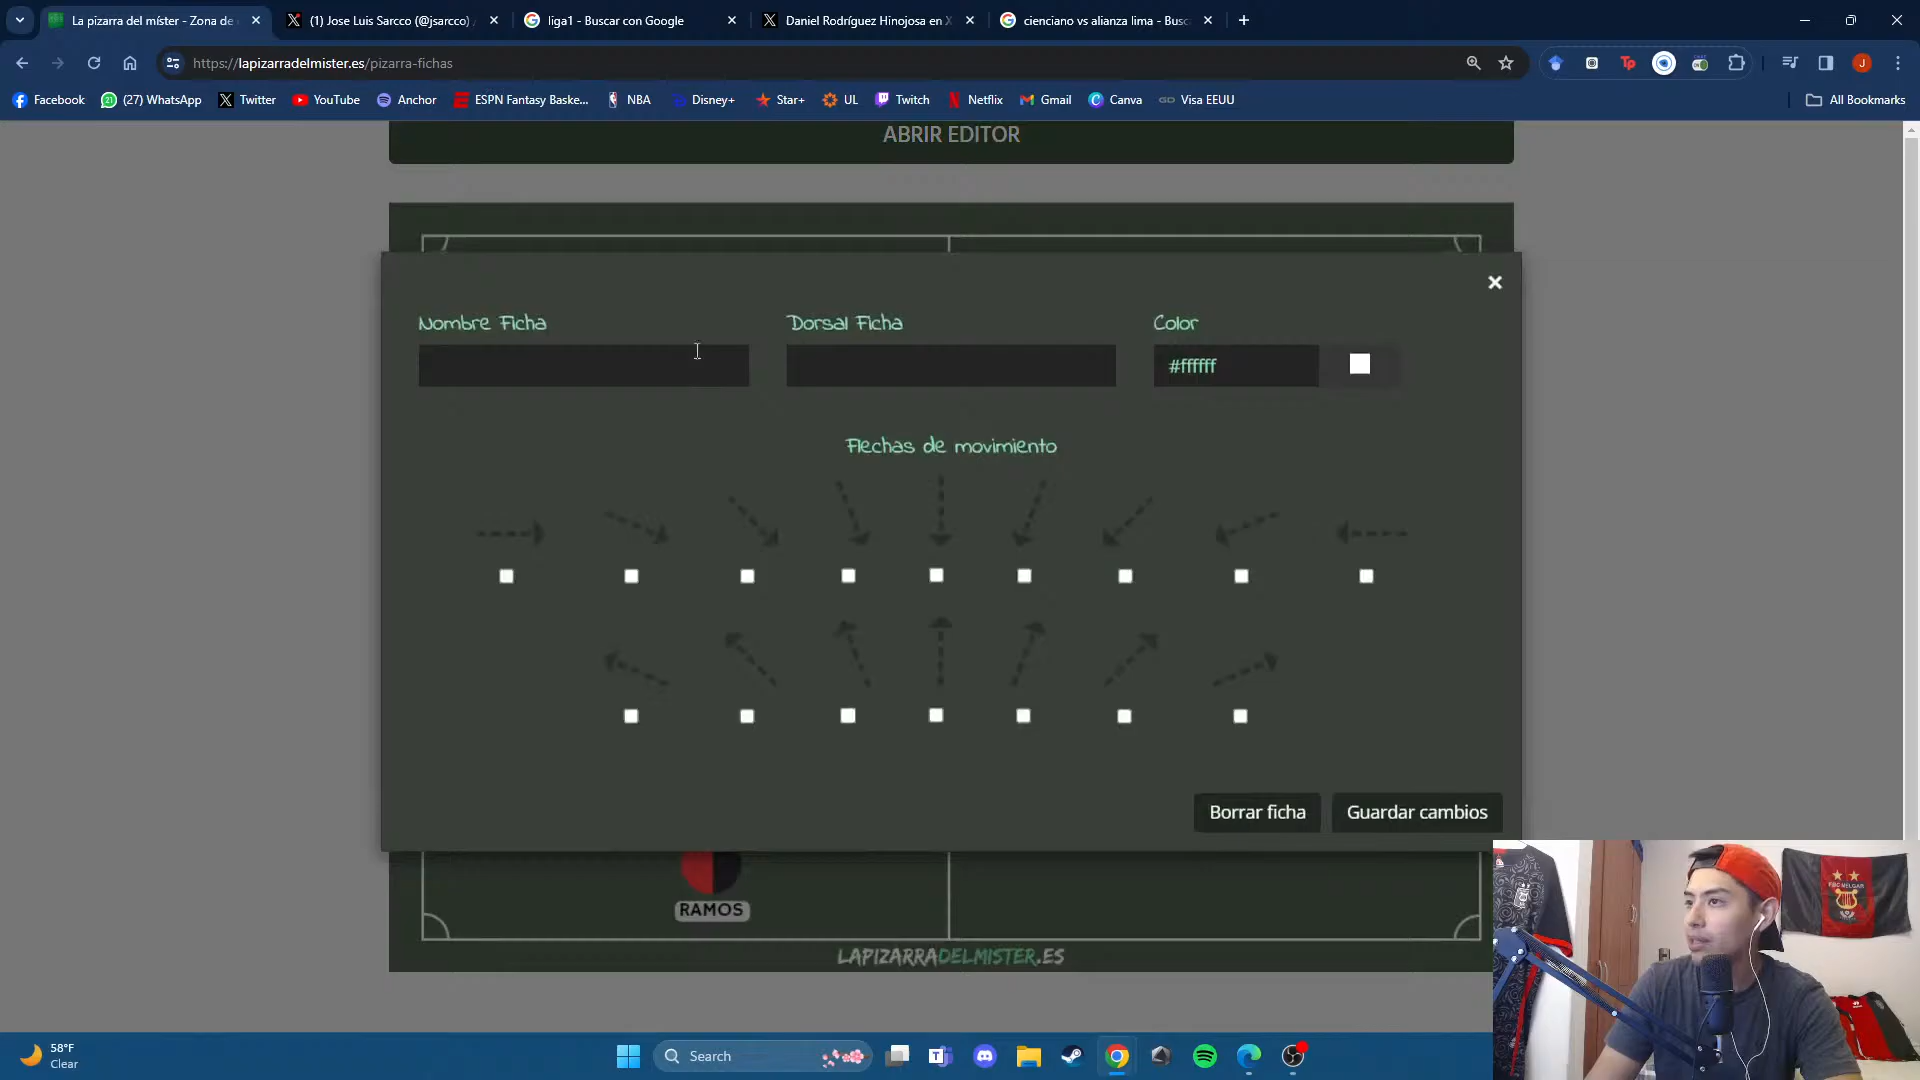 La pizarra del míster - Zona de
(1) Jose Luis Sarcco (@jsarcco) /
liga1 - Buscar con Google
Daniel Rodríguez Hinojosa en X
cienciano vs alianza lima - Busc
https://lapizarradelmister.es/pizarra-fichas
Facebook
(27) WhatsApp
Twitter
YouTube
Anchor
ESPN Fantasy Baske...
NBA
Disney+
Star+
UL
Twitch
Netflix
Gmail
Canva
Visa EEUU
All Bookmarks
ABRIR EDITOR
Nombre Ficha
Dorsal Ficha
Color
#ffffff
Flechas de movimiento
Borrar ficha
Guardar cambios
RAMOS
LAPIZARRADELMISTER.ES
FBC MELGAR
58°F
Clear
Search